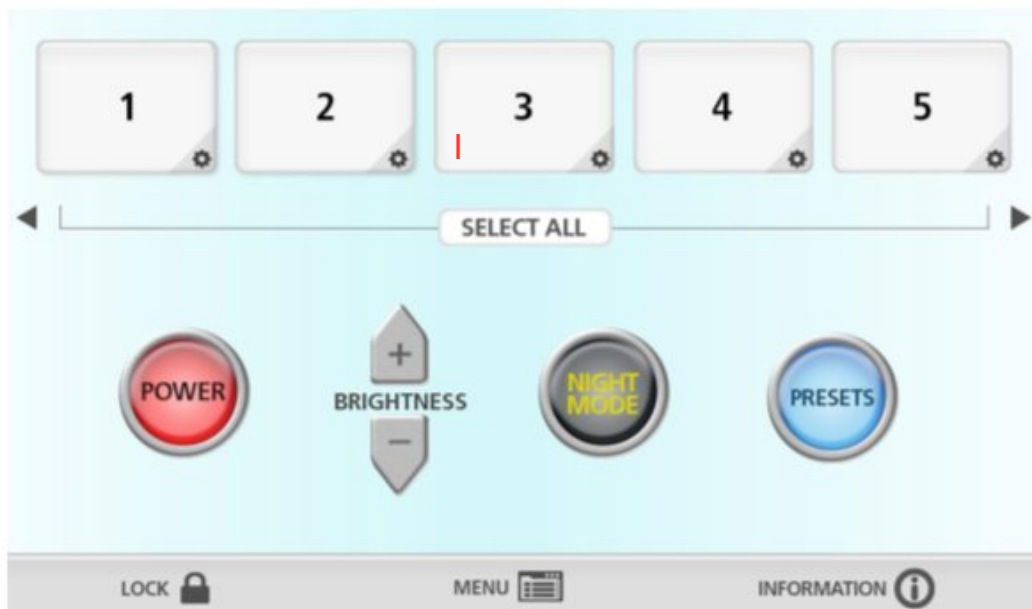 1 2 3 4 5
SELECT ALL
POWER
+
BRIGHTNESS
−
NIGHT
MODE
PRESETS
LOCK MENU INFORMATION